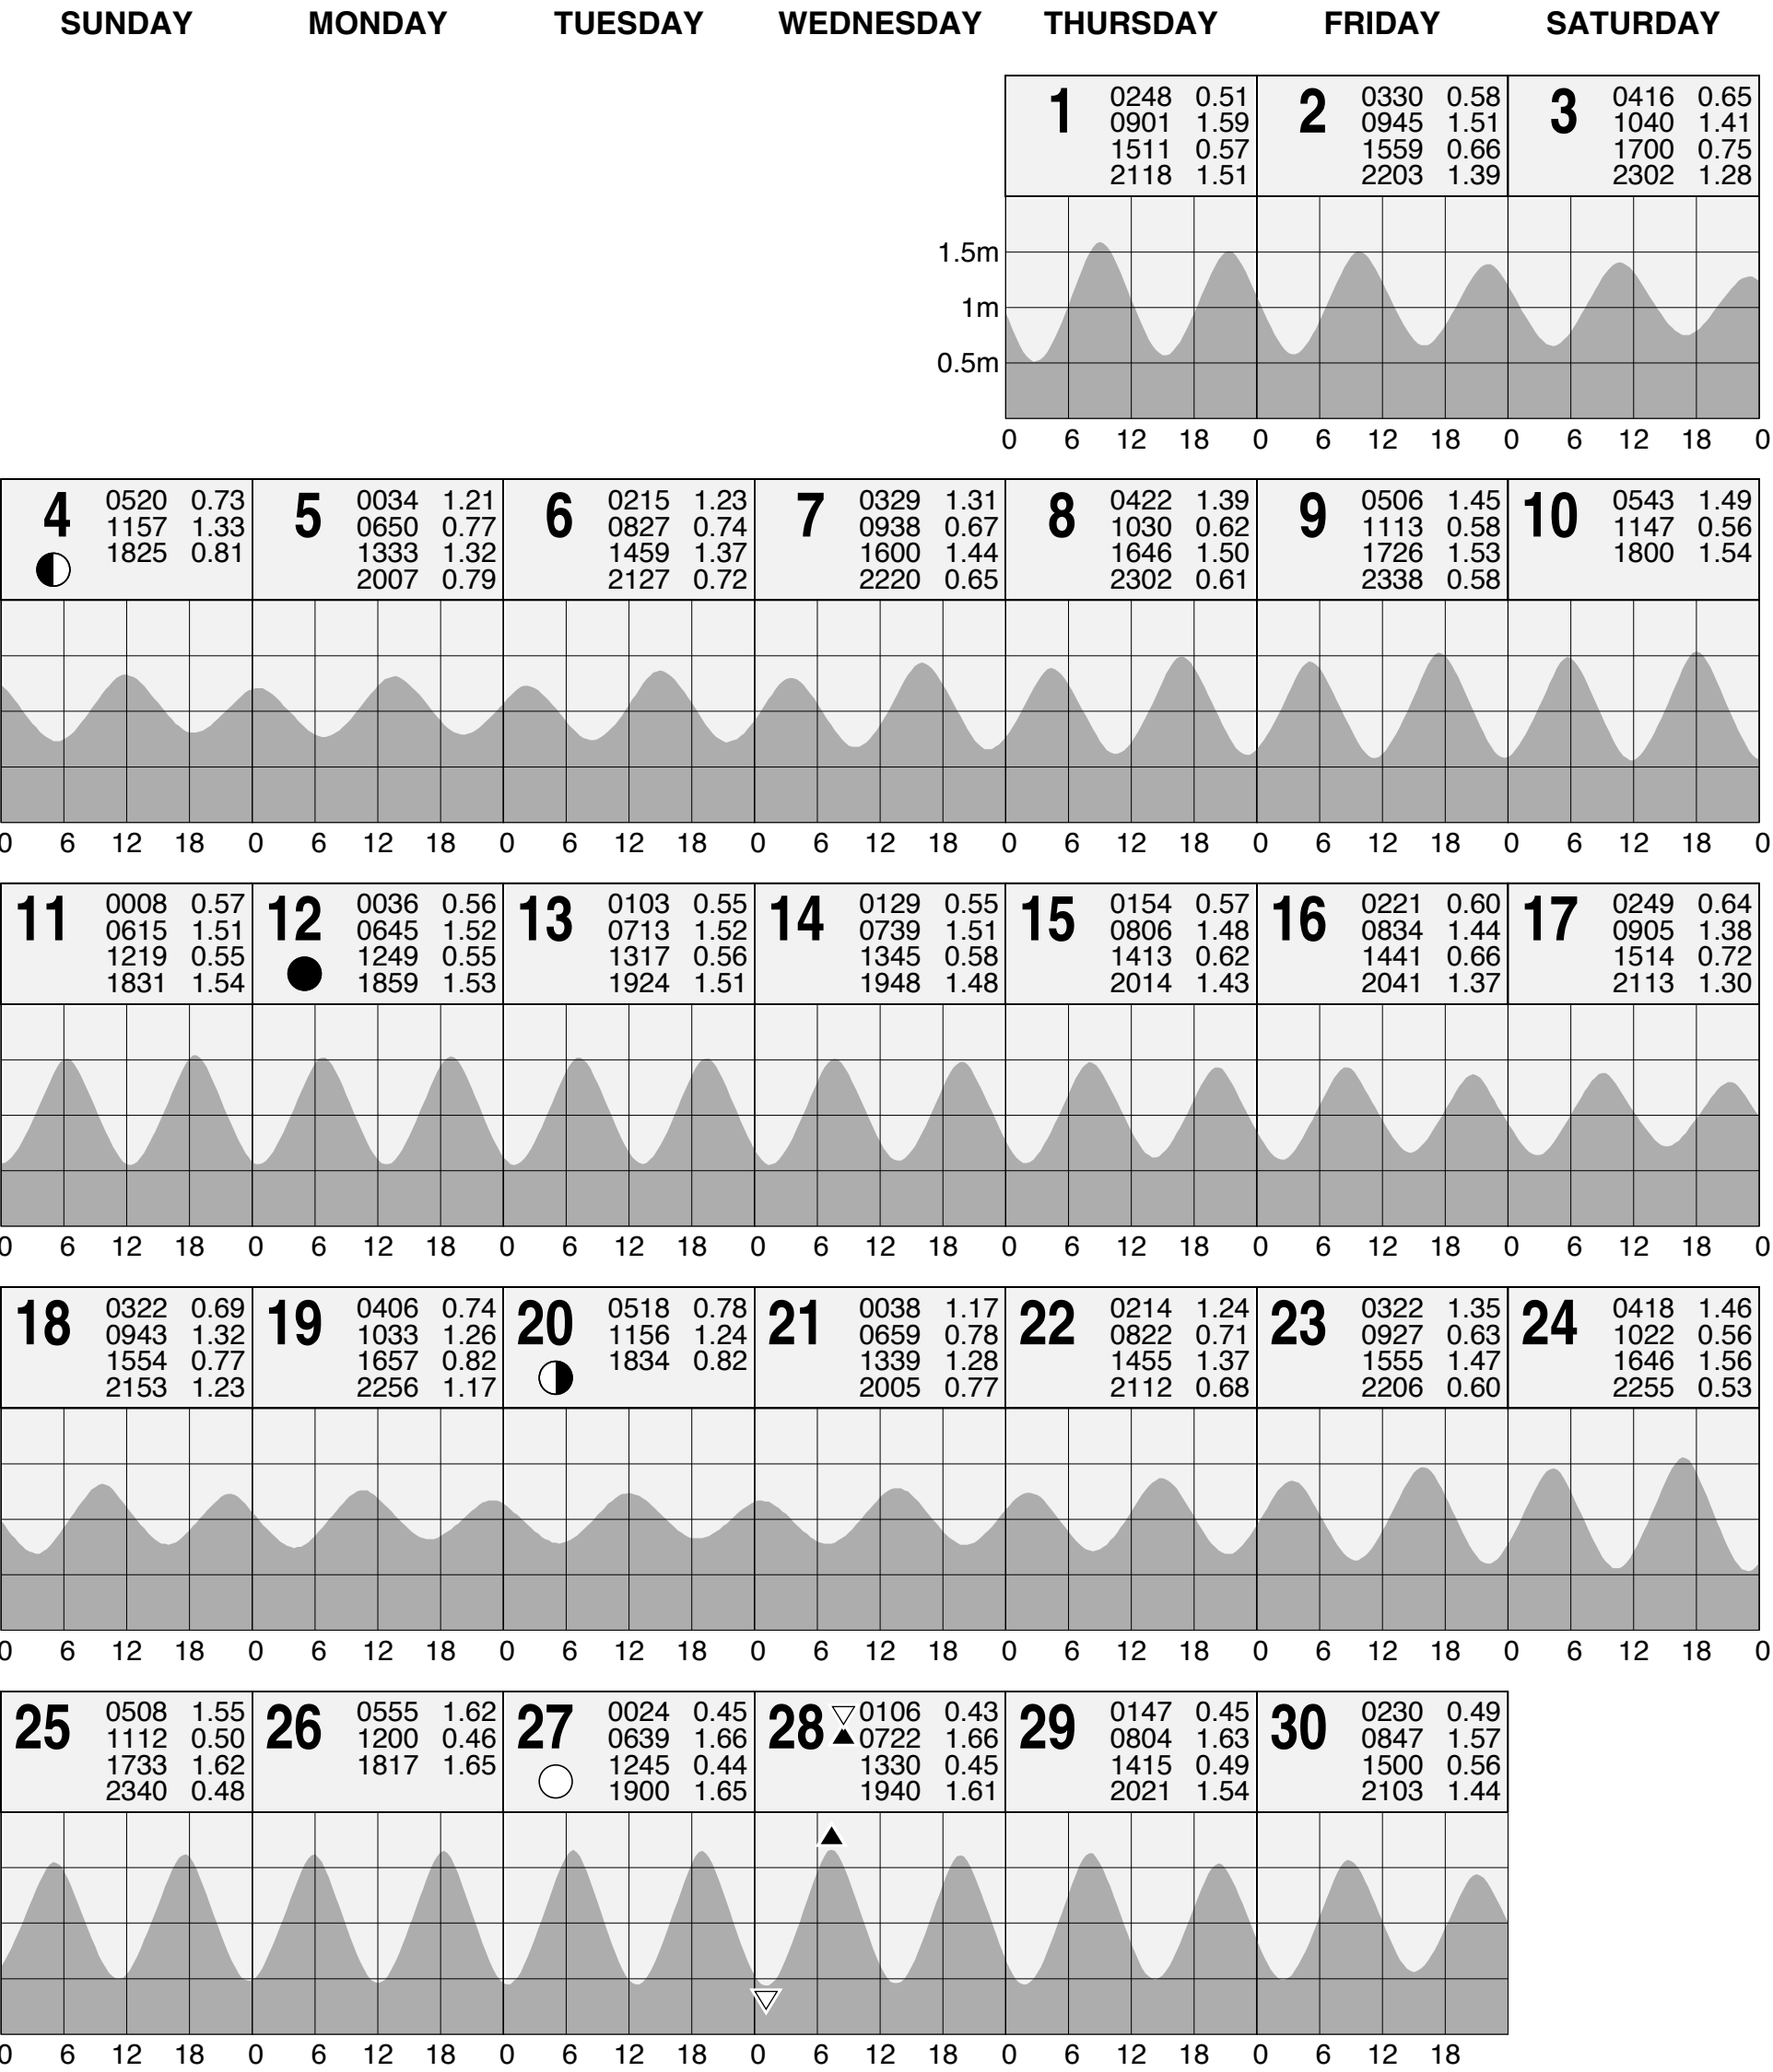 SUNDAY MONDAY TUESDAY WEDNESDAY THURSDAY FRIDAY SATURDAY
1 0248 0.51 2 0330 0.58 3 0416 0.65
0901 1.59 0945 1.51 1040 1.41
1511 0.57 1559 0.66 1700 0.75
2118 1.51 2203 1.39 2302 1.28
1.5m
1m
0.5m
0 6 12 18 0 6 12 18 0 6 12 18 0
4 0520 0.73 5 0034 1.21 6 0215 1.23 7 0329 1.31 8 0422 1.39 9 0506 1.45 10 0543 1.49
1157 1.33 0650 0.77 0827 0.74 0938 0.67 1030 0.62 1113 0.58 1147 0.56
1825 0.81 1333 1.32 1459 1.37 1600 1.44 1646 1.50 1726 1.53 1800 1.54
2007 0.79 2127 0.72 2220 0.65 2302 0.61 2338 0.58
0 6 12 18 0 6 12 18 0 6 12 18 0 6 12 18 0 6 12 18 0 6 12 18 0 6 12 18 0
11 0008 0.57 12 0036 0.56 13 0103 0.55 14 0129 0.55 15 0154 0.57 16 0221 0.60 17 0249 0.64
0615 1.51 0645 1.52 0713 1.52 0739 1.51 0806 1.48 0834 1.44 0905 1.38
1219 0.55 1249 0.55 1317 0.56 1345 0.58 1413 0.62 1441 0.66 1514 0.72
1831 1.54 1859 1.53 1924 1.51 1948 1.48 2014 1.43 2041 1.37 2113 1.30
0 6 12 18 0 6 12 18 0 6 12 18 0 6 12 18 0 6 12 18 0 6 12 18 0 6 12 18 0
18 0322 0.69 19 0406 0.74 20 0518 0.78 21 0038 1.17 22 0214 1.24 23 0322 1.35 24 0418 1.46
0943 1.32 1033 1.26 1156 1.24 0659 0.78 0822 0.71 0927 0.63 1022 0.56
1554 0.77 1657 0.82 1834 0.82 1339 1.28 1455 1.37 1555 1.47 1646 1.56
2153 1.23 2256 1.17 2005 0.77 2112 0.68 2206 0.60 2255 0.53
0 6 12 18 0 6 12 18 0 6 12 18 0 6 12 18 0 6 12 18 0 6 12 18 0 6 12 18 0
25 0508 1.55 26 0555 1.62 27 0024 0.45 28 0106 0.43 29 0147 0.45 30 0230 0.49
1112 0.50 1200 0.46 0639 1.66 0722 1.66 0804 1.63 0847 1.57
1733 1.62 1817 1.65 1245 0.44 1330 0.45 1415 0.49 1500 0.56
2340 0.48 1900 1.65 1940 1.61 2021 1.54 2103 1.44
0 6 12 18 0 6 12 18 0 6 12 18 0 6 12 18 0 6 12 18 0 6 12 18